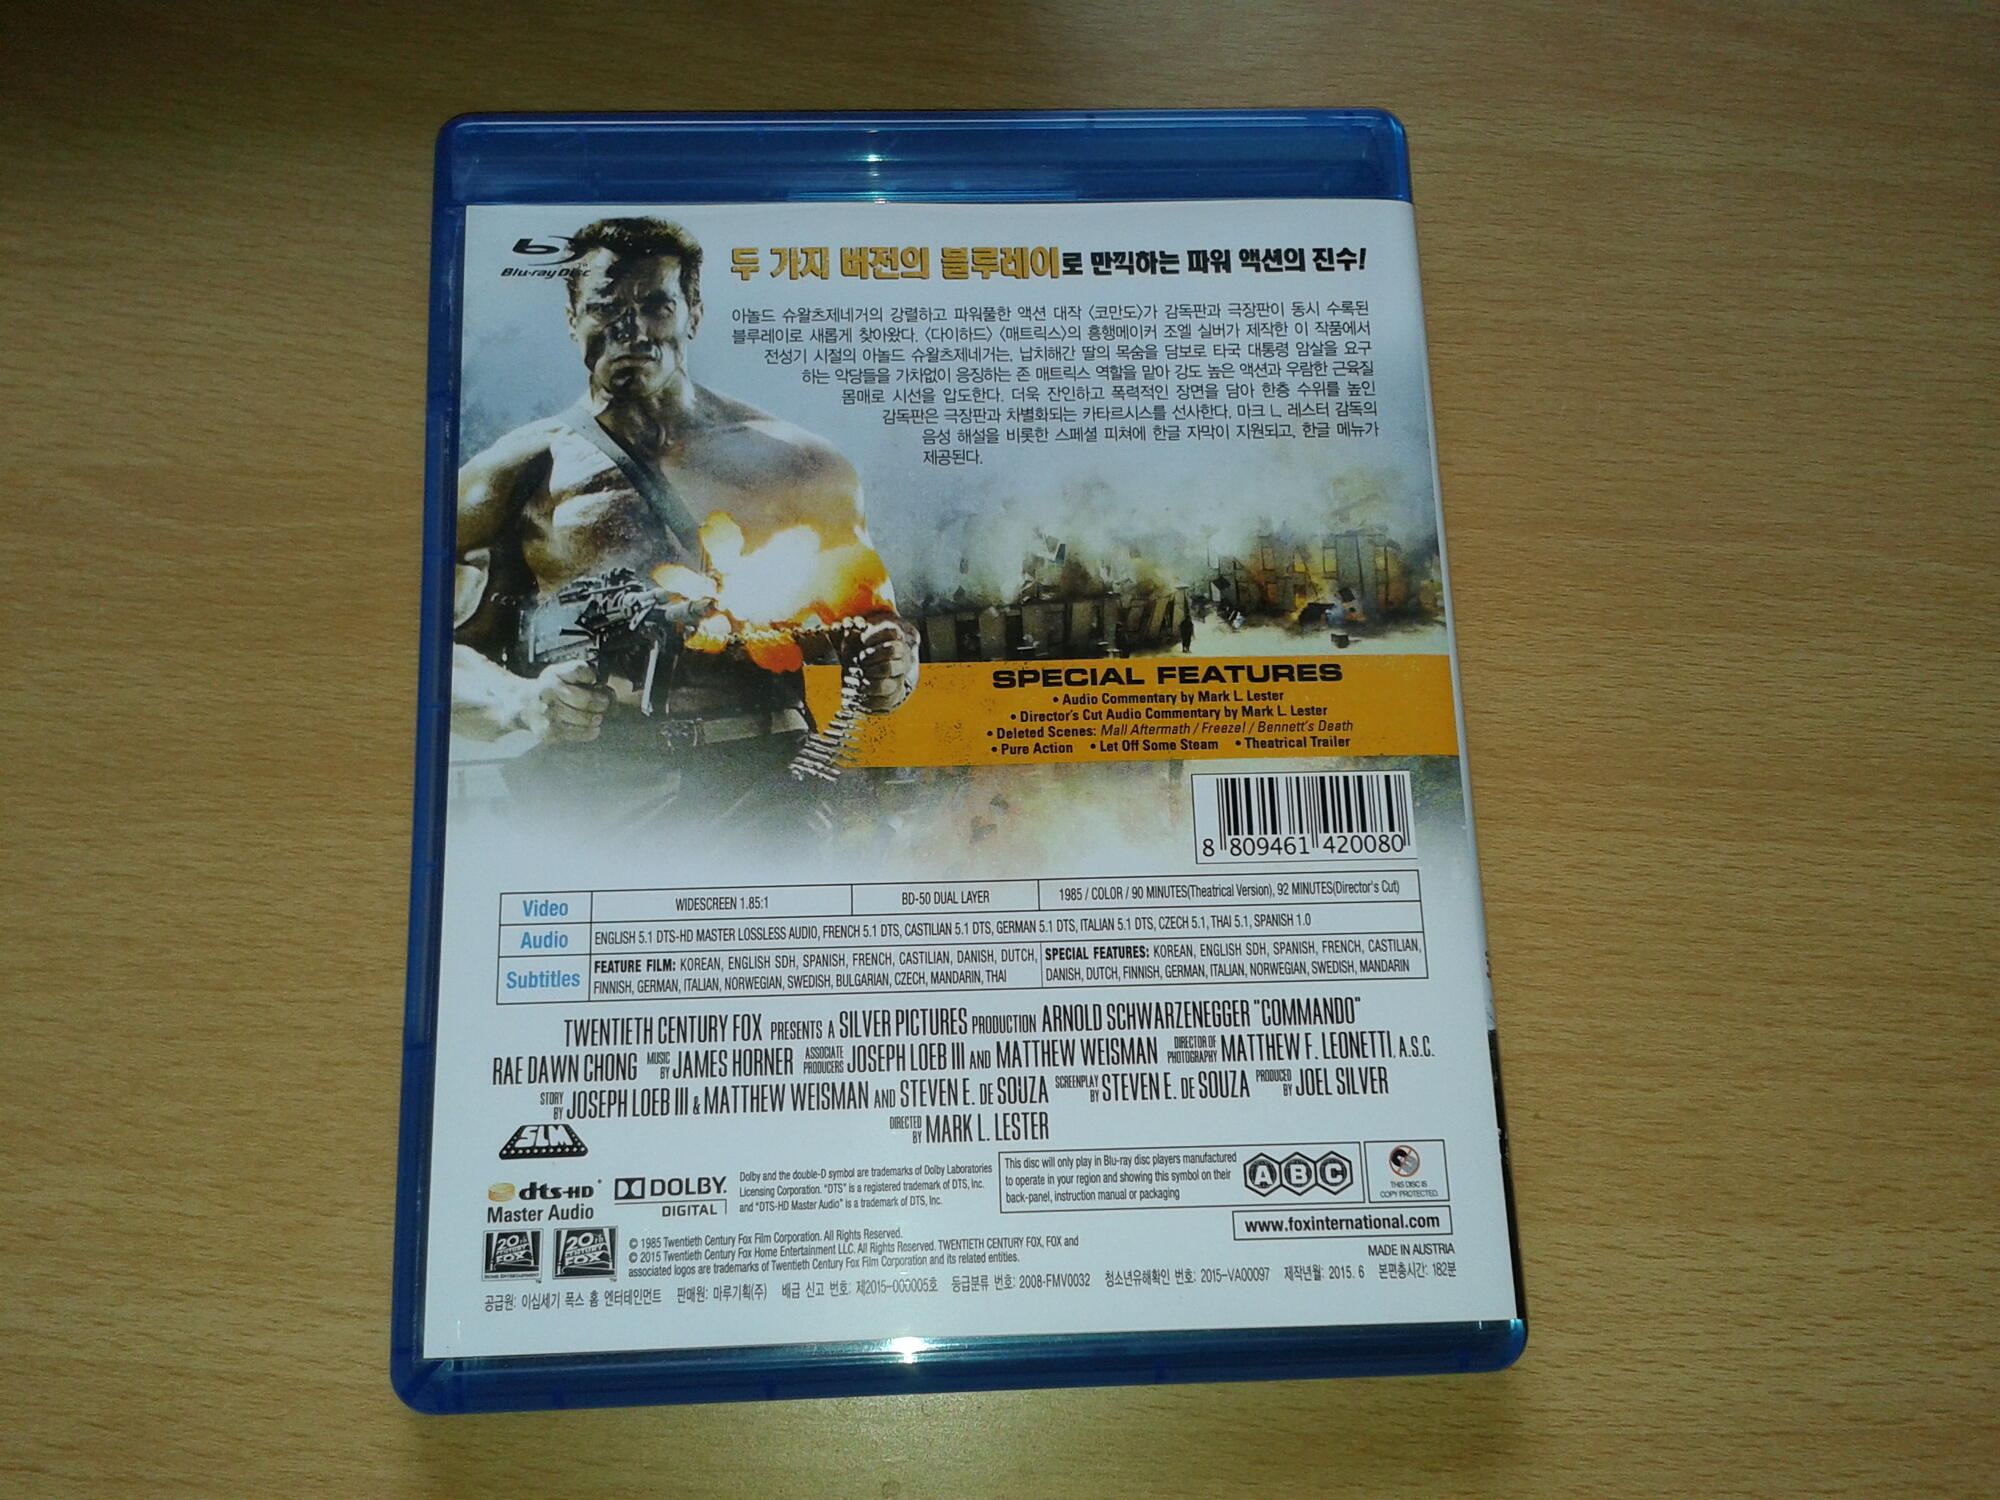 Blu-ray Disc
두 가지 버전의 블루레이로 만끽하는 파워 액션의 진수!
아놀드 슈왈츠제네거의 강렬하고 파워풀한 액션 대작 <코만도>가 감독판과 극장판이 동시 수록된
블루레이로 새롭게 찾아왔다. <다이하드> <매트릭스>의 흥행메이커 조엘 실버가 제작한 이 작품에서
전성기 시절의 아놀드 슈왈츠제네거는, 납치해간 딸의 목숨을 담보로 타국 대통령 암살을 요구
하는 악당들을 가차없이 응징하는 존 매트릭스 역할을 맡아 강도 높은 액션과 우람한 근육질
몸매로 시선을 압도한다. 더욱 잔인하고 폭력적인 장면을 담아 한층 수위를 높인
감독판은 극장판과 차별화되는 카타르시스를 선사한다. 마크 L. 레스터 감독의
음성 해설을 비롯한 스페셜 피쳐에 한글 자막이 지원되고, 한글 메뉴가
제공된다.
SPECIAL FEATURES
• Audio Commentary by Mark L. Lester
• Director's Cut Audio Commentary by Mark L. Lester
• Deleted Scenes: Mall Aftermath / Freeze! / Bennett's Death
• Pure Action • Let Off Some Steam • Theatrical Trailer
8 809461 420080
Video WIDESCREEN 1.85:1 BD-50 DUAL LAYER 1985 / COLOR / 90 MINUTES(Theatrical Version), 92 MINUTES(Director's Cut)
Audio ENGLISH 5.1 DTS-HD MASTER LOSSLESS AUDIO, FRENCH 5.1 DTS, CASTILIAN 5.1 DTS, GERMAN 5.1 DTS, ITALIAN 5.1 DTS, CZECH 5.1, THAI 5.1, SPANISH 1.0
Subtitles
FEATURE FILM: KOREAN, ENGLISH SDH, SPANISH, FRENCH, CASTILIAN, DANISH, DUTCH,
FINNISH, GERMAN, ITALIAN, NORWEGIAN, SWEDISH, BULGARIAN, CZECH, MANDARIN, THAI
SPECIAL FEATURES: KOREAN, ENGLISH SDH, SPANISH, FRENCH, CASTILIAN,
DANISH, DUTCH, FINNISH, GERMAN, ITALIAN, NORWEGIAN, SWEDISH, MANDARIN
TWENTIETH CENTURY FOX PRESENTS A SILVER PICTURES PRODUCTION ARNOLD SCHWARZENEGGER "COMMANDO"
RAE DAWN CHONG MUSIC BY JAMES HORNER ASSOCIATE PRODUCERS JOSEPH LOEB III AND MATTHEW WEISMAN DIRECTOR OF PHOTOGRAPHY MATTHEW F. LEONETTI, A.S.C.
STORY BY JOSEPH LOEB III & MATTHEW WEISMAN AND STEVEN E. DE SOUZA SCREENPLAY BY STEVEN E. DE SOUZA PRODUCED BY JOEL SILVER
DIRECTED BY MARK L. LESTER
SLM
dts-HD
Master Audio
DOLBY
DIGITAL
Dolby and the double-D symbol are trademarks of Dolby Laboratories
Licensing Corporation. "DTS" is a registered trademark of DTS, Inc.
and "DTS-HD Master Audio" is a trademark of DTS, Inc.
This disc will only play in Blu-ray disc players manufactured
to operate in your region and showing this symbol on their
back-panel, instruction manual or packaging
A B C
THIS DISC IS
COPY PROTECTED.
www.foxinternational.com
20th CENTURY FOX HOME ENTERTAINMENT
20th CENTURY FOX
© 1985 Twentieth Century Fox Film Corporation. All Rights Reserved.
© 2015 Twentieth Century Fox Home Entertainment LLC. All Rights Reserved. TWENTIETH CENTURY FOX, FOX and
associated logos are trademarks of Twentieth Century Fox Film Corporation and its related entities.
MADE IN AUSTRIA
공급원: 이십세기 폭스 홈 엔터테인먼트 판매원: 마루기획(주) 배급 신고 번호: 제2015-000005호 등급분류 번호: 2008-FMV0032 청소년유해확인 번호: 2015-VA00097 제작년월: 2015. 6 본편총시간: 182분